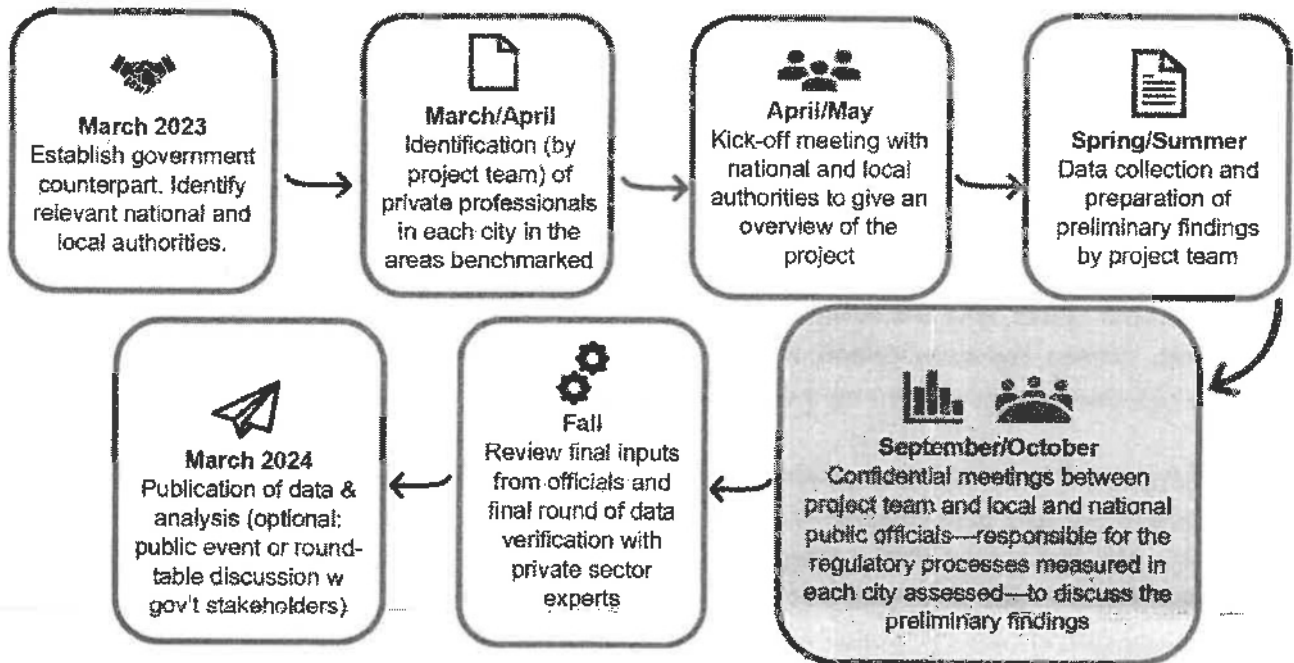 March 2023
Establish government
counterpart. Identify
relevant national and
local authorities.
March/April
Identification (by
project team) of
private professionals
in each city in the
areas benchmarked
April/May
Kick-off meeting with
national and local
authorities to give an
overview of the
project
Spring/Summer
Data collection and
preparation of
preliminary findings
by project team
September/October
Confidential meetings between
project team and local and national
public officials—responsible for the
regulatory processes measured in
each city assessed—to discuss the
preliminary findings
Fall
Review final inputs
from officials and
final round of data
verification with
private sector
experts
March 2024
Publication of data &
analysis (optional:
public event or round-
table discussion w
gov't stakeholders)